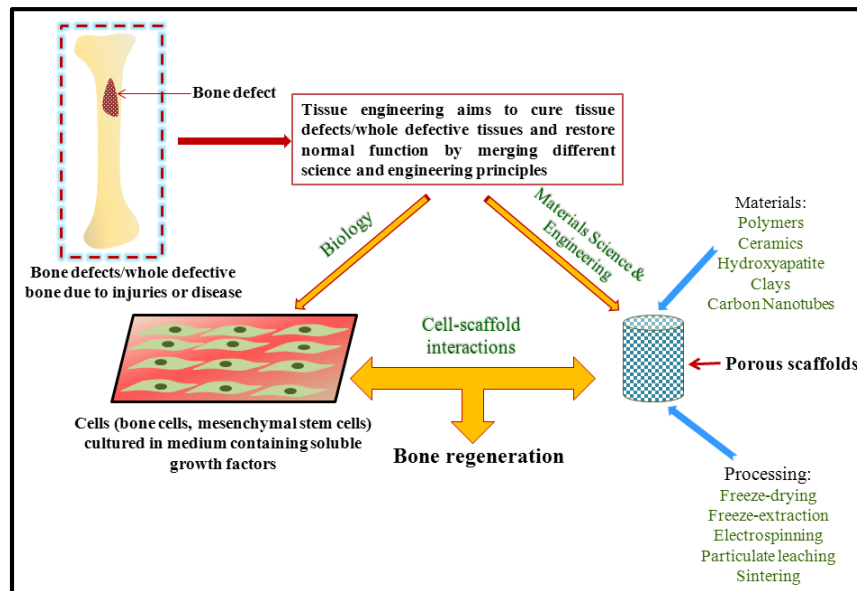 Bone defect
Tissue engineering aims to cure tissue
defects/whole defective tissues and restore
normal function by merging different
science and engineering principles
Bone defects/whole defective
bone due to injuries or disease
Biology
Materials Science &
Engineering
Materials:
Polymers
Ceramics
Hydroxyapatite
Clays
Carbon Nanotubes
Cell-scaffold
interactions
Porous scaffolds
Cells (bone cells, mesenchymal stem cells)
cultured in medium containing soluble
growth factors
Bone regeneration
Processing:
Freeze-drying
Freeze-extraction
Electrospinning
Particulate leaching
Sintering